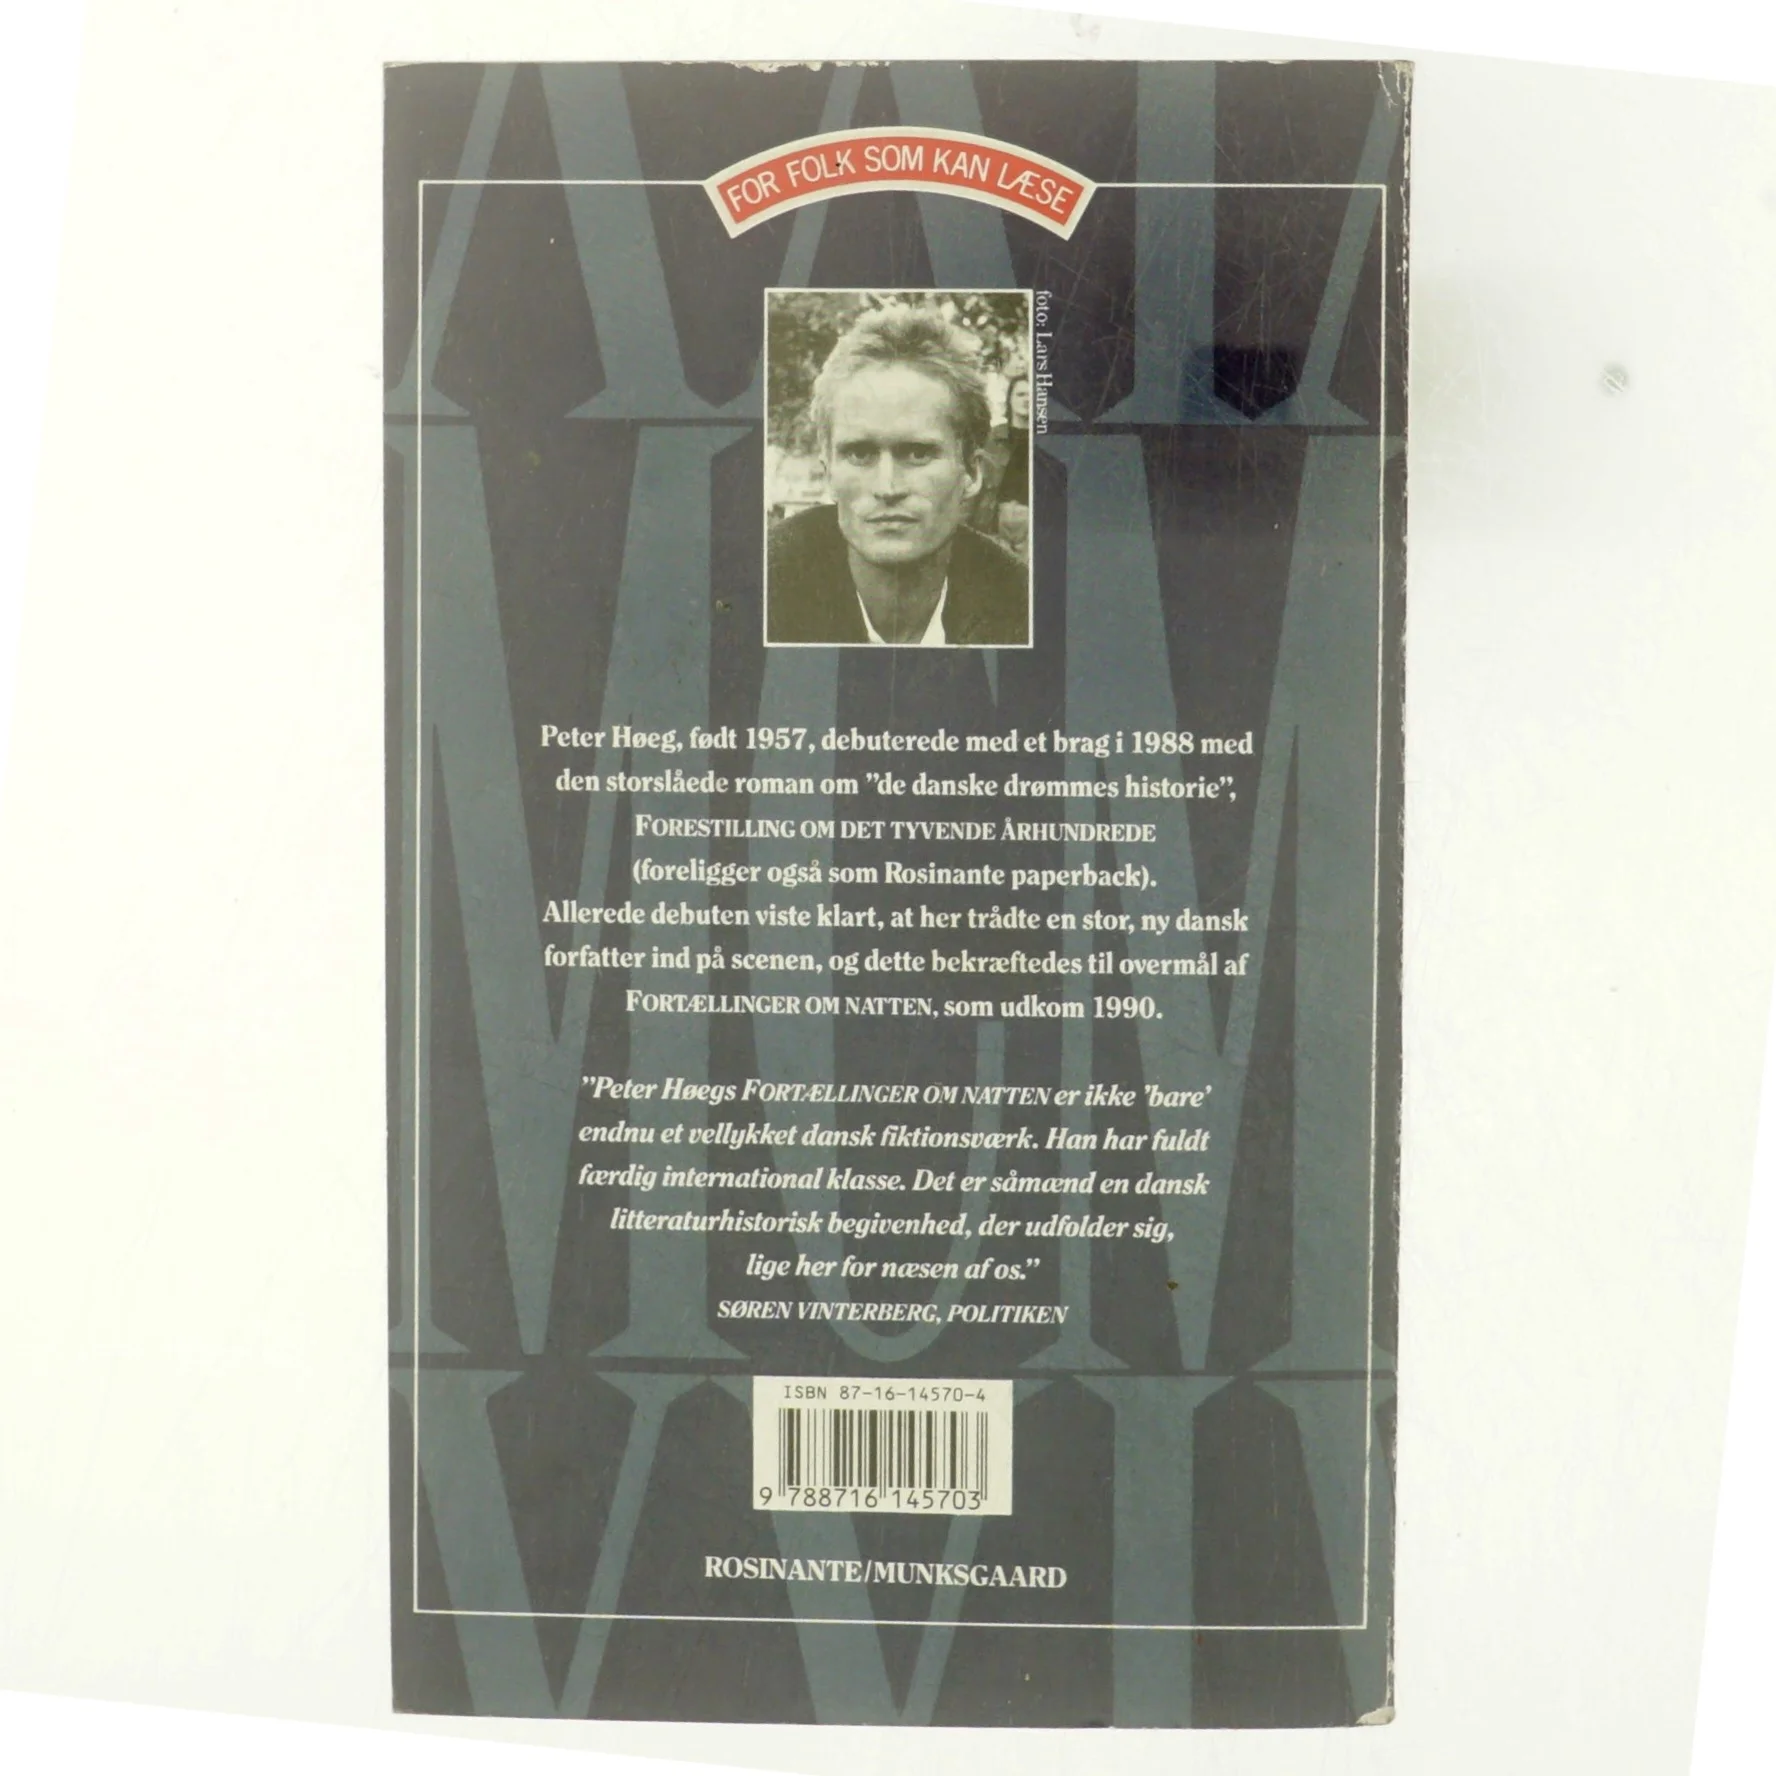 FOR FOLK SOM KAN LÆSE
foto: Lars Hansen
Peter Høeg, født 1957, debuterede med et brag i 1988 med
den storslåede roman om ”de danske drømmes historie”,
FORESTILLING OM DET TYVENDE ÅRHUNDREDE
(foreligger også som Rosinante paperback).
Allerede debuten viste klart, at her trådte en stor, ny dansk
forfatter ind på scenen, og dette bekræftedes til overmål af
FORTÆLLINGER OM NATTEN, som udkom 1990.
”Peter Høegs FORTÆLLINGER OM NATTEN er ikke ’bare’
endnu et vellykket dansk fiktionsværk. Han har fuldt
færdig international klasse. Det er såmænd en dansk
litteraturhistorisk begivenhed, der udfolder sig,
lige her for næsen af os.”
SØREN VINTERBERG, POLITIKEN
ISBN 87-16-14570-4
9 788716 145703
ROSINANTE/MUNKSGAARD